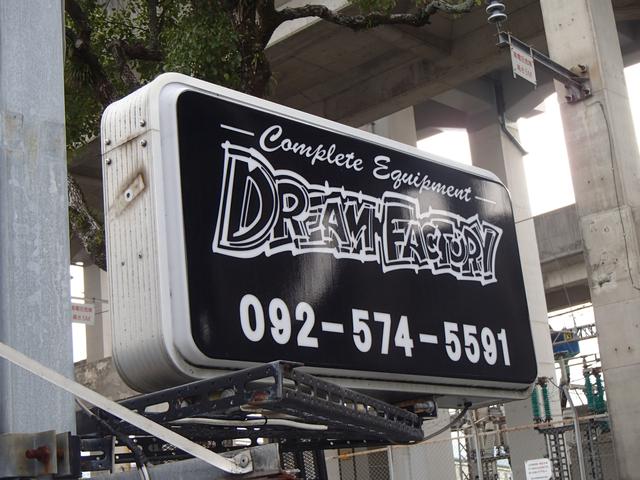 — Complete Equipment —
DREAM FACTORY
092-574-5591